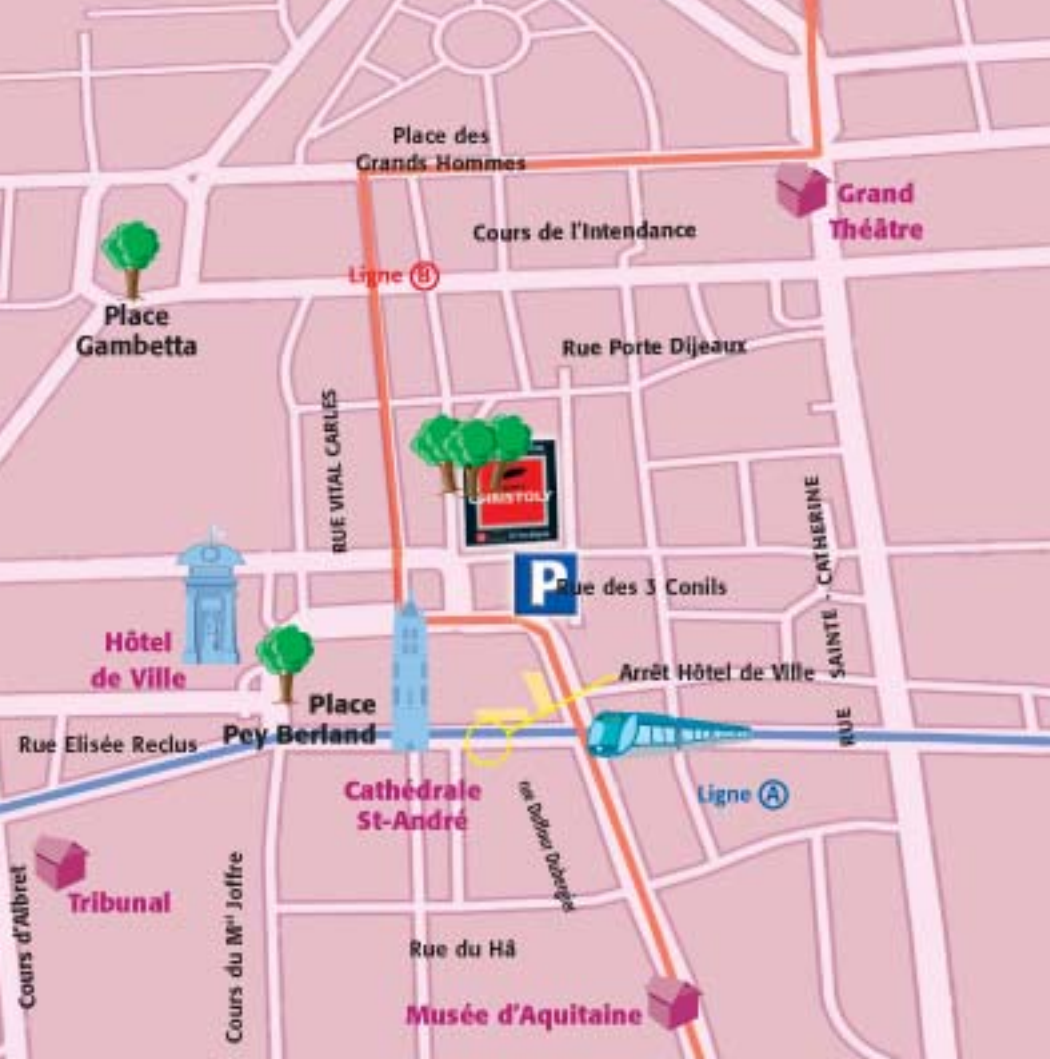 Place des
Grands Hommes
Grand
Théâtre
Cours de l'Intendance
Ligne B
Place
Gambetta
Rue Porte Dijeaux
RUE VITAL CARLES
P
Rue des 3 Conils
RUE SAINTE - CATHERINE
Hôtel
de Ville
Arrêt Hôtel de Ville
Place
Pey Berland
Rue Elisée Reclus
Cathédrale
St-André
Ligne A
Tribunal
Cours d'Albret
Cours du Mal Joffre
Rue du Hâ
Musée d'Aquitaine